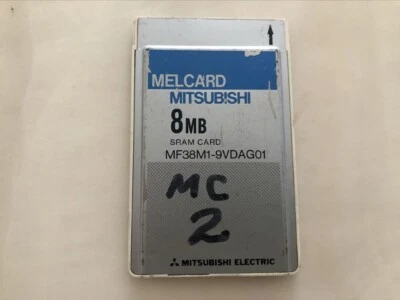 MELCARD
MITSUBISHI
8MB
SRAM CARD
MF38M1-9VDAG01
MC
2
MITSUBISHI ELECTRIC